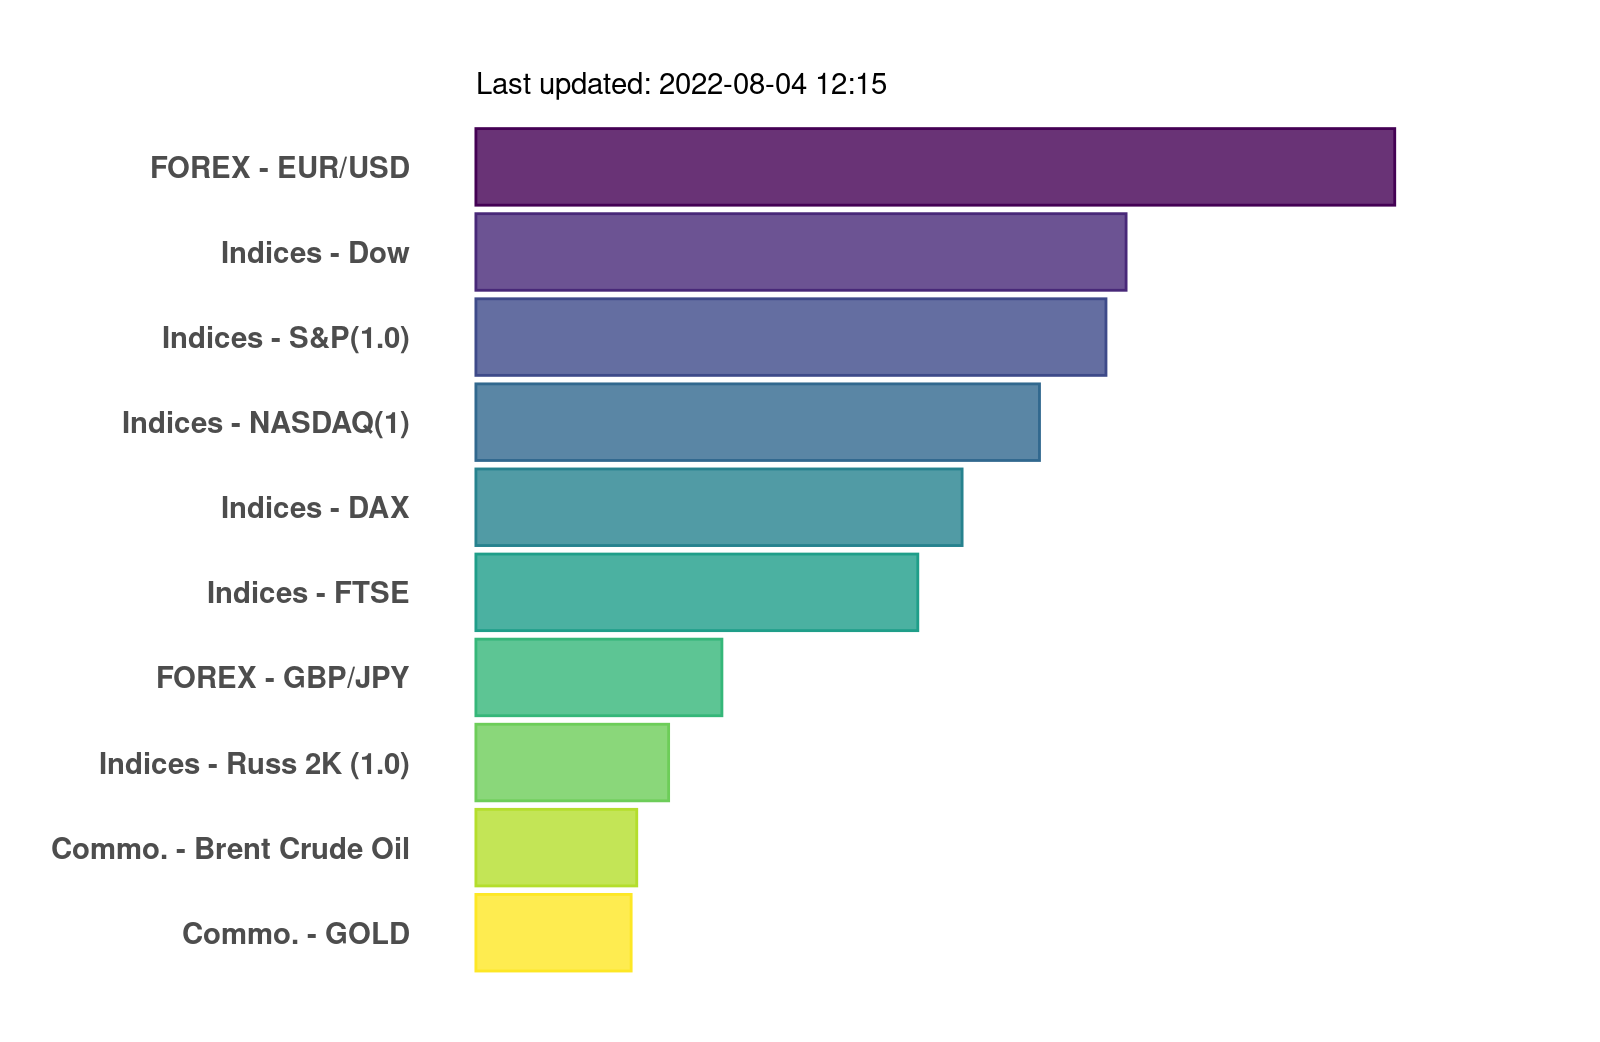 Last updated: 2022-08-04 12:15
FOREX - EUR/USD
Indices - Dow
Indices - S&P(1.0)
Indices - NASDAQ(1)
Indices - DAX
Indices - FTSE
FOREX - GBP/JPY
Indices - Russ 2K (1.0)
Commo. - Brent Crude Oil
Commo. - GOLD